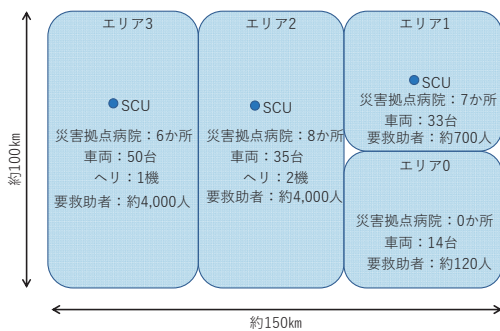 エリア3
SCU
災害拠点病院：6か所
車両：50台
ヘリ：1機
要救助者：約4,000人
エリア2
SCU
災害拠点病院：8か所
車両：35台
ヘリ：2機
要救助者：約4,000人
エリア1
SCU
災害拠点病院：7か所
車両：33台
要救助者：約700人
エリア0
災害拠点病院：0か所
車両：14台
要救助者：約120人
約100km
約150km